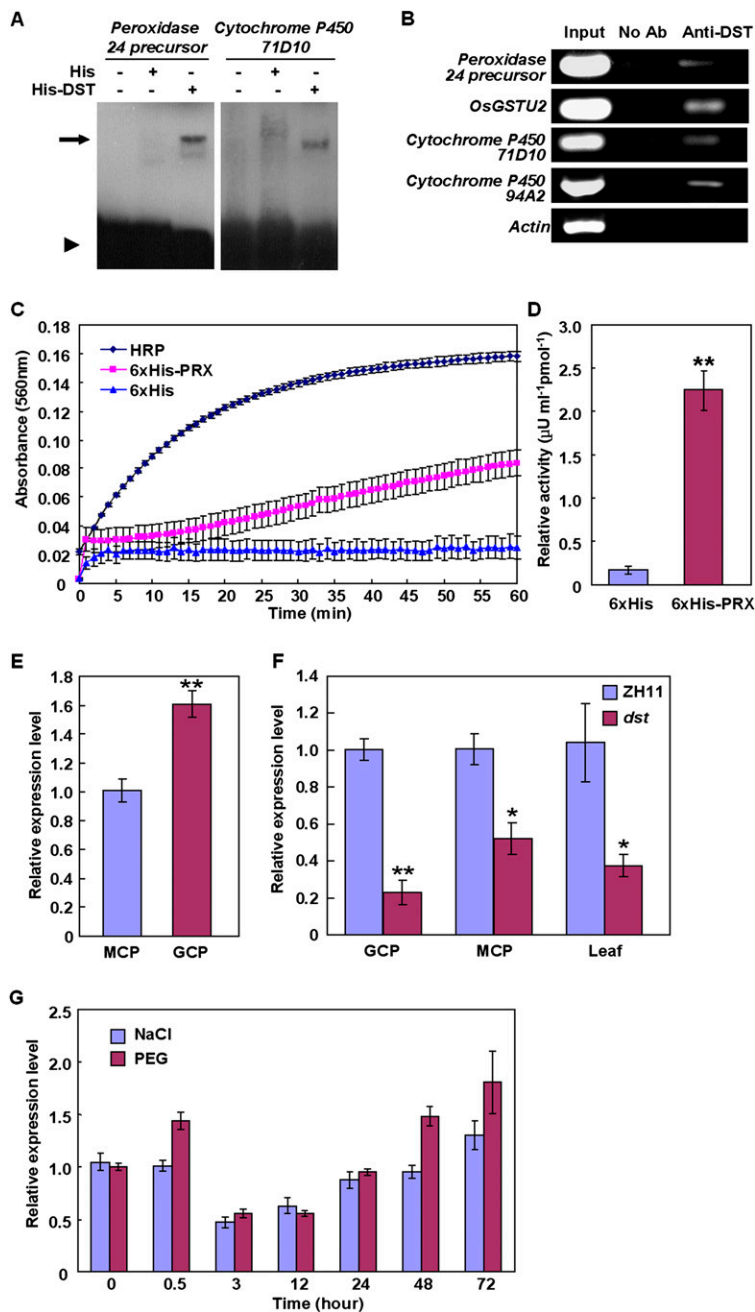 A
Peroxidase
24 precursor
Cytochrome P450
71D10
His - + - - + -
His-DST - - + - - +
B
Input No Ab Anti-DST
Peroxidase
24 precursor
OsGSTU2
Cytochrome P450
71D10
Cytochrome P450
94A2
Actin
C
Absorbance (560nm)
0.18
0.16
0.14
0.12
0.10
0.08
0.06
0.04
0.02
0
HRP
6xHis-PRX
6xHis
0 5 10 15 20 25 30 35 40 45 50 55 60
Time (min)
D
Relative activity (µU ml-1pmol-1)
3.0
2.5
2.0
1.5
1.0
0.5
0
**
6xHis 6xHis-PRX
E
Relative expression level
1.8
1.6
1.4
1.2
1.0
0.8
0.6
0.4
0.2
0
**
MCP GCP
F
Relative expression level
1.4
1.2
1.0
0.8
0.6
0.4
0.2
0
ZH11
dst
** * *
GCP MCP Leaf
G
Relative expression level
2.5
2.0
1.5
1.0
0.5
0
NaCl
PEG
0 0.5 3 12 24 48 72
Time (hour)